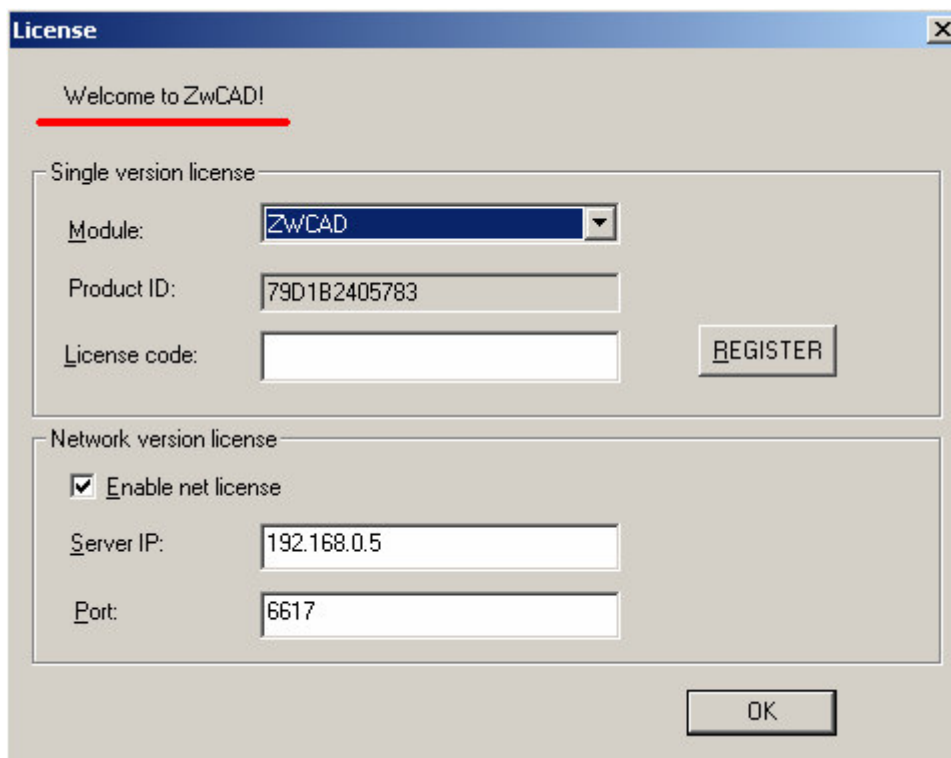 License
Welcome to ZwCAD!
Single version license
Module: ZWCAD
Product ID: 79D1B2405783
License code: REGISTER
Network version license
Enable net license
Server IP: 192.168.0.5
Port: 6617
OK